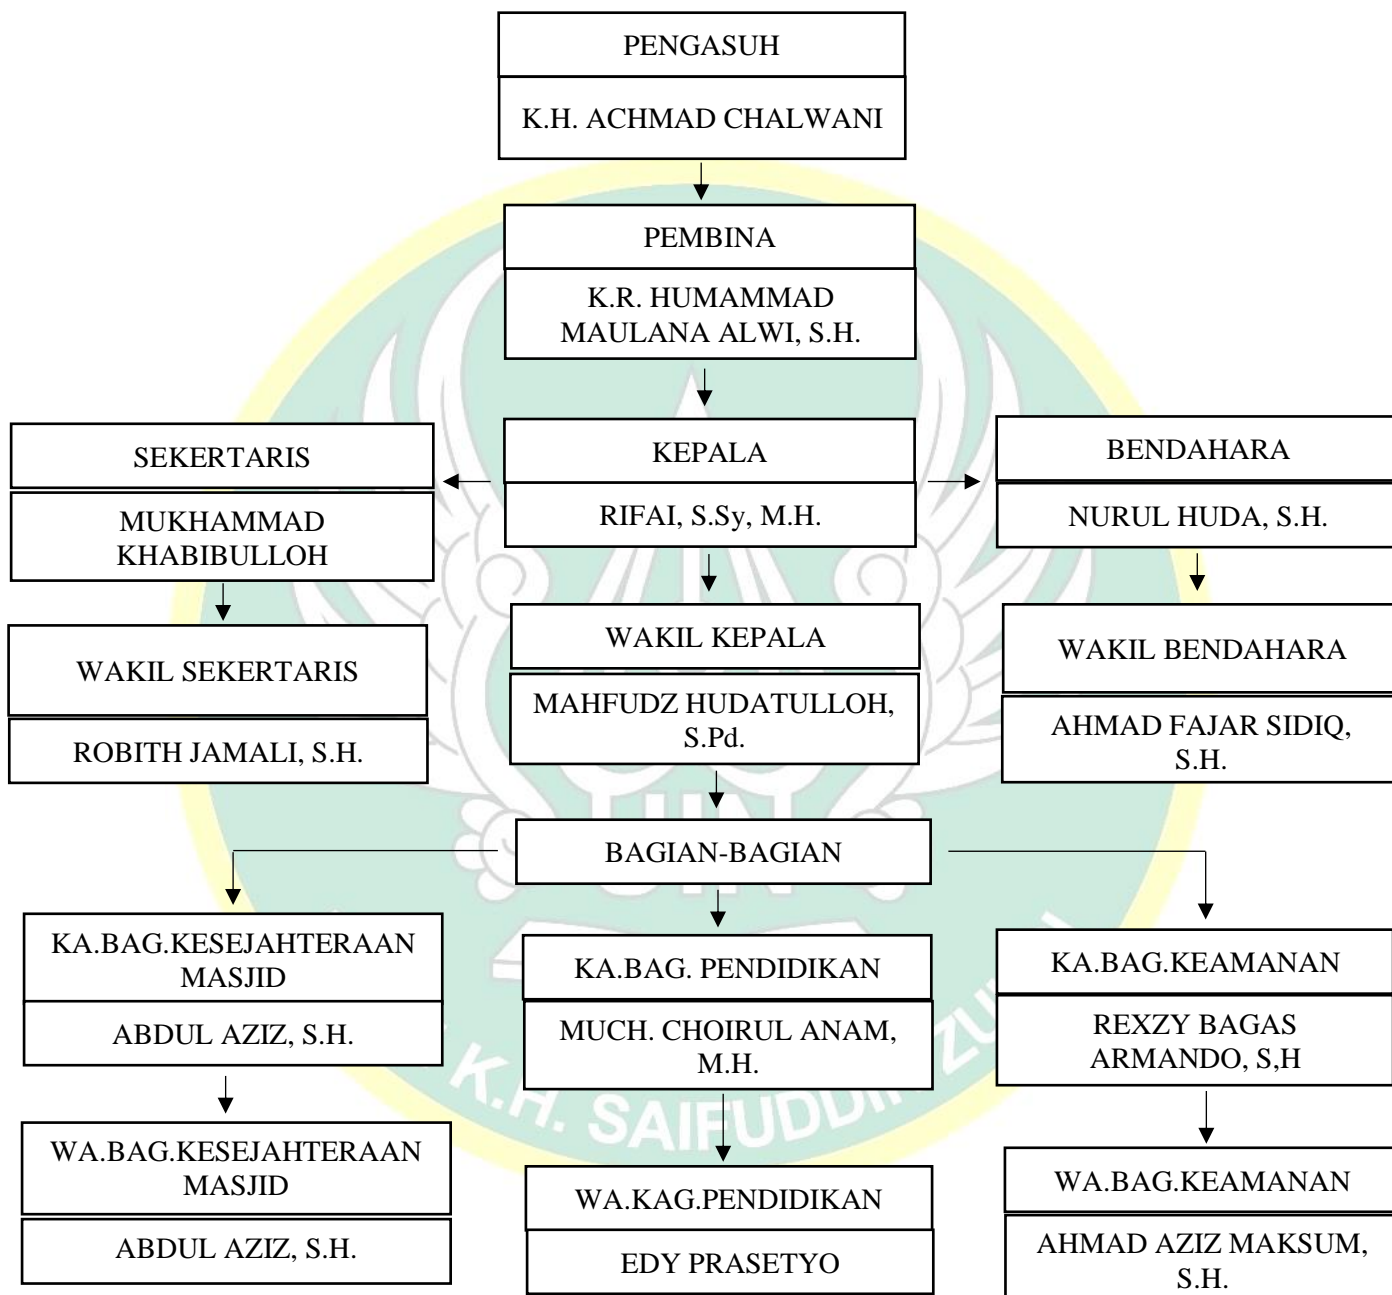 PENGASUH
K.H. ACHMAD CHALWANI
PEMBINA
K.R. HUMAMMAD
MAULANA ALWI, S.H.
SEKERTARIS
MUKHAMMAD
KHABIBULLOH
KEPALA
RIFAI, S.Sy, M.H.
BENDAHARA
NURUL HUDA, S.H.
WAKIL SEKERTARIS
ROBITH JAMALI, S.H.
WAKIL KEPALA
MAHFUDZ HUDATULLOH,
S.Pd.
WAKIL BENDAHARA
AHMAD FAJAR SIDIQ,
S.H.
UIN
BAGIAN-BAGIAN
KA.BAG.KESEJAHTERAAN
MASJID
ABDUL AZIZ, S.H.
KA.BAG. PENDIDIKAN
MUCH. CHOIRUL ANAM,
M.H.
KA.BAG.KEAMANAN
REXZY BAGAS
ARMANDO, S,H
WA.BAG.KESEJAHTERAAN
MASJID
ABDUL AZIZ, S.H.
WA.KAG.PENDIDIKAN
EDY PRASETYO
WA.BAG.KEAMANAN
AHMAD AZIZ MAKSUM,
S.H.
K.H. SAIFUDDIN